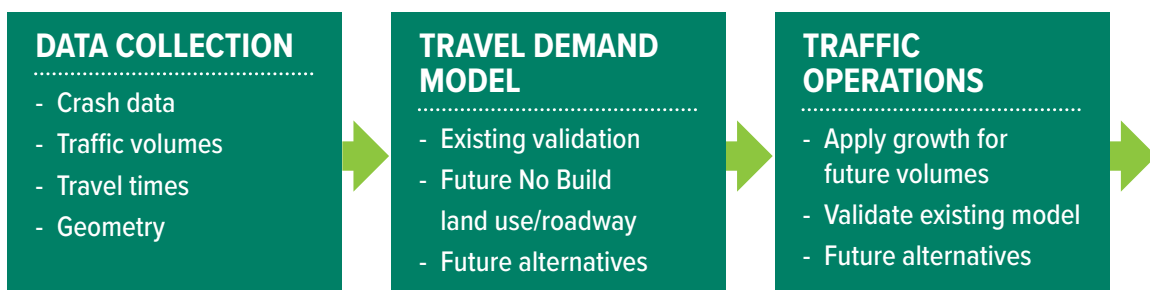 DATA COLLECTION
- Crash data
- Traffic volumes
- Travel times
- Geometry
TRAVEL DEMAND
MODEL
- Existing validation
- Future No Build
land use/roadway
- Future alternatives
TRAFFIC
OPERATIONS
- Apply growth for
future volumes
- Validate existing model
- Future alternatives